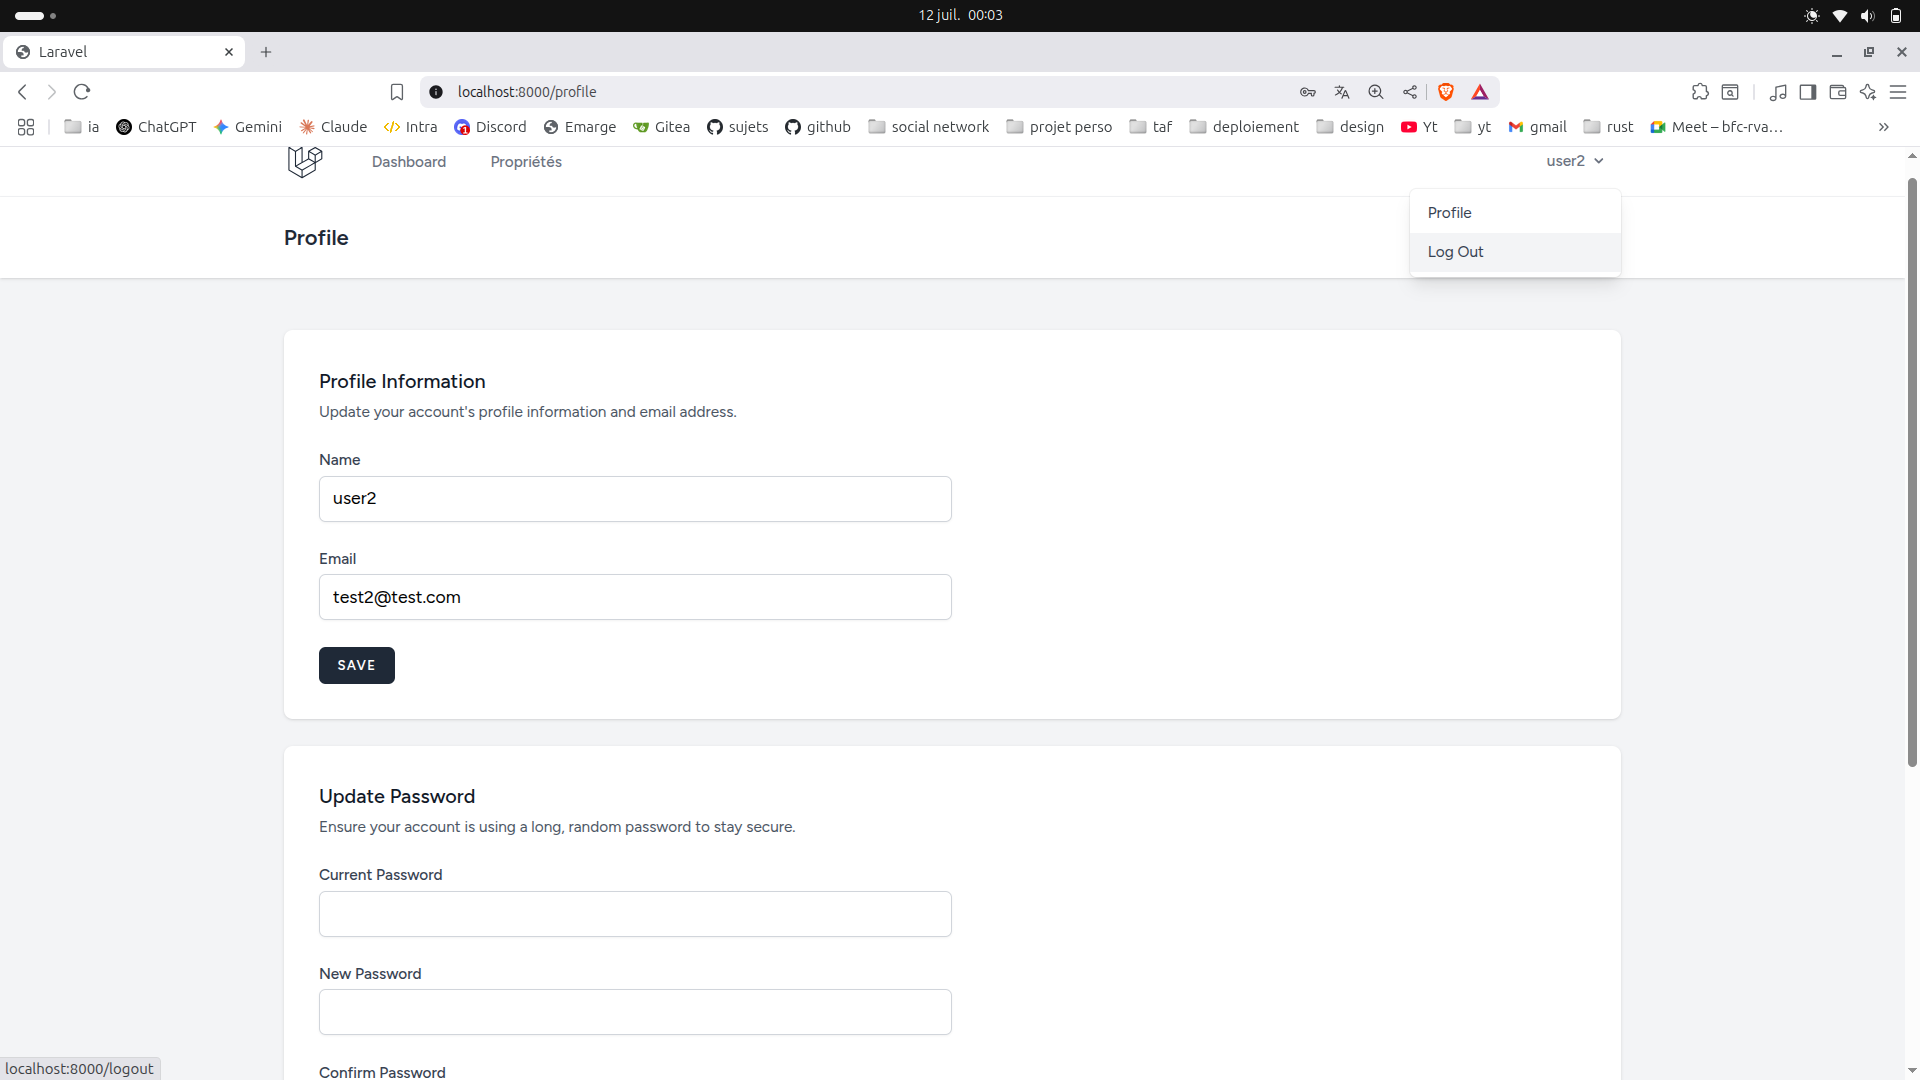 12 juil. 00:03
Laravel
localhost:8000/profile
ia ChatGPT Gemini Claude Intra Discord Emarge Gitea sujets github social network projet perso taf deploiement design Yt yt gmail rust Meet – bfc-rva…
Dashboard Propriétés user2
Profile
Log Out
Profile
Profile Information
Update your account's profile information and email address.
Name
user2
Email
test2@test.com
SAVE
Update Password
Ensure your account is using a long, random password to stay secure.
Current Password
New Password
Confirm Password
localhost:8000/logout